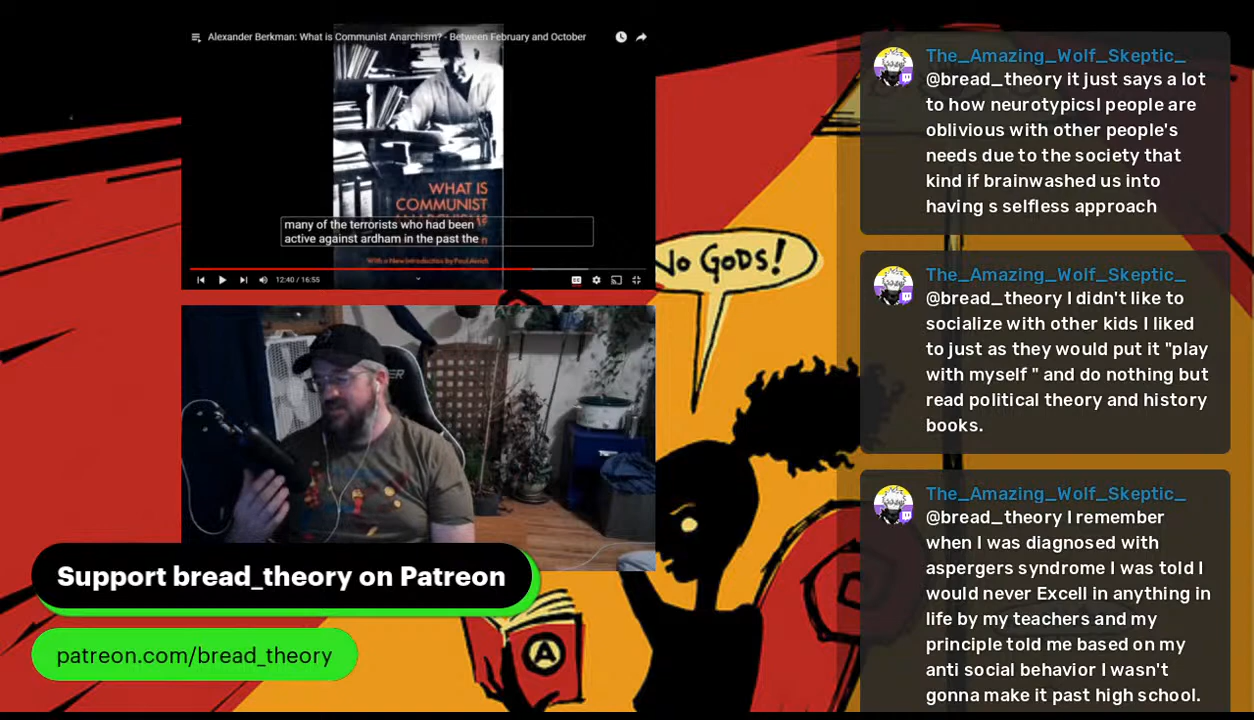 Alexander Berkman: What is Communist Anarchism? - Between February and October
WHAT IS
COMMUNIST
many of the terrorists who had been
active against ardham in the past the
With a New Introduction by Paul Avrich
12:40 / 16:55
NO GODS!
Support bread_theory on Patreon
patreon.com/bread_theory
A
The_Amazing_Wolf_Skeptic_
@bread_theory it just says a lot
to how neurotypicsl people are
oblivious with other people's
needs due to the society that
kind if brainwashed us into
having s selfless approach
The_Amazing_Wolf_Skeptic_
@bread_theory I didn't like to
socialize with other kids I liked
to just as they would put it "play
with myself " and do nothing but
read political theory and history
books.
The_Amazing_Wolf_Skeptic_
@bread_theory I remember
when I was diagnosed with
aspergers syndrome I was told I
would never Excell in anything in
life by my teachers and my
principle told me based on my
anti social behavior I wasn't
gonna make it past high school.